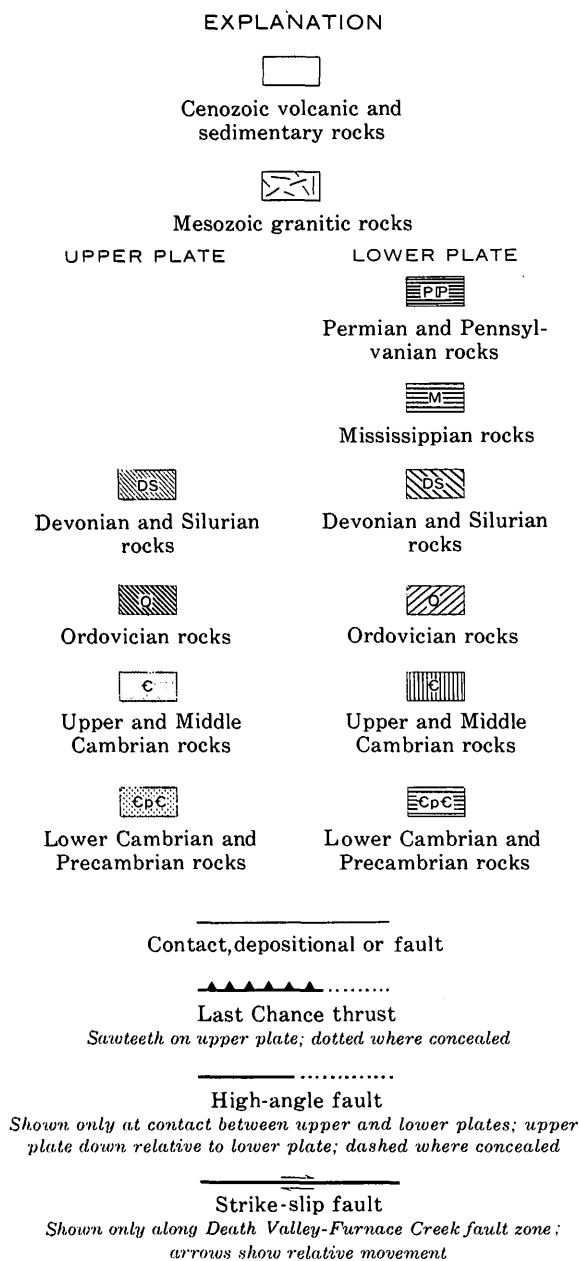 EXPLANATION
Cenozoic volcanic and
sedimentary rocks
Mesozoic granitic rocks
UPPER PLATE
LOWER PLATE
PIP
Permian and Pennsyl-
vanian rocks
M
Mississippian rocks
DS
Devonian and Silurian
rocks
DS
Devonian and Silurian
rocks
O
Ordovician rocks
O
Ordovician rocks
Є
Upper and Middle
Cambrian rocks
Є
Upper and Middle
Cambrian rocks
ЄpЄ
Lower Cambrian and
Precambrian rocks
ЄpЄ
Lower Cambrian and
Precambrian rocks
Contact, depositional or fault
Last Chance thrust
Sawteeth on upper plate; dotted where concealed
High-angle fault
Shown only at contact between upper and lower plates; upper
plate down relative to lower plate; dashed where concealed
Strike-slip fault
Shown only along Death Valley-Furnace Creek fault zone;
arrows show relative movement